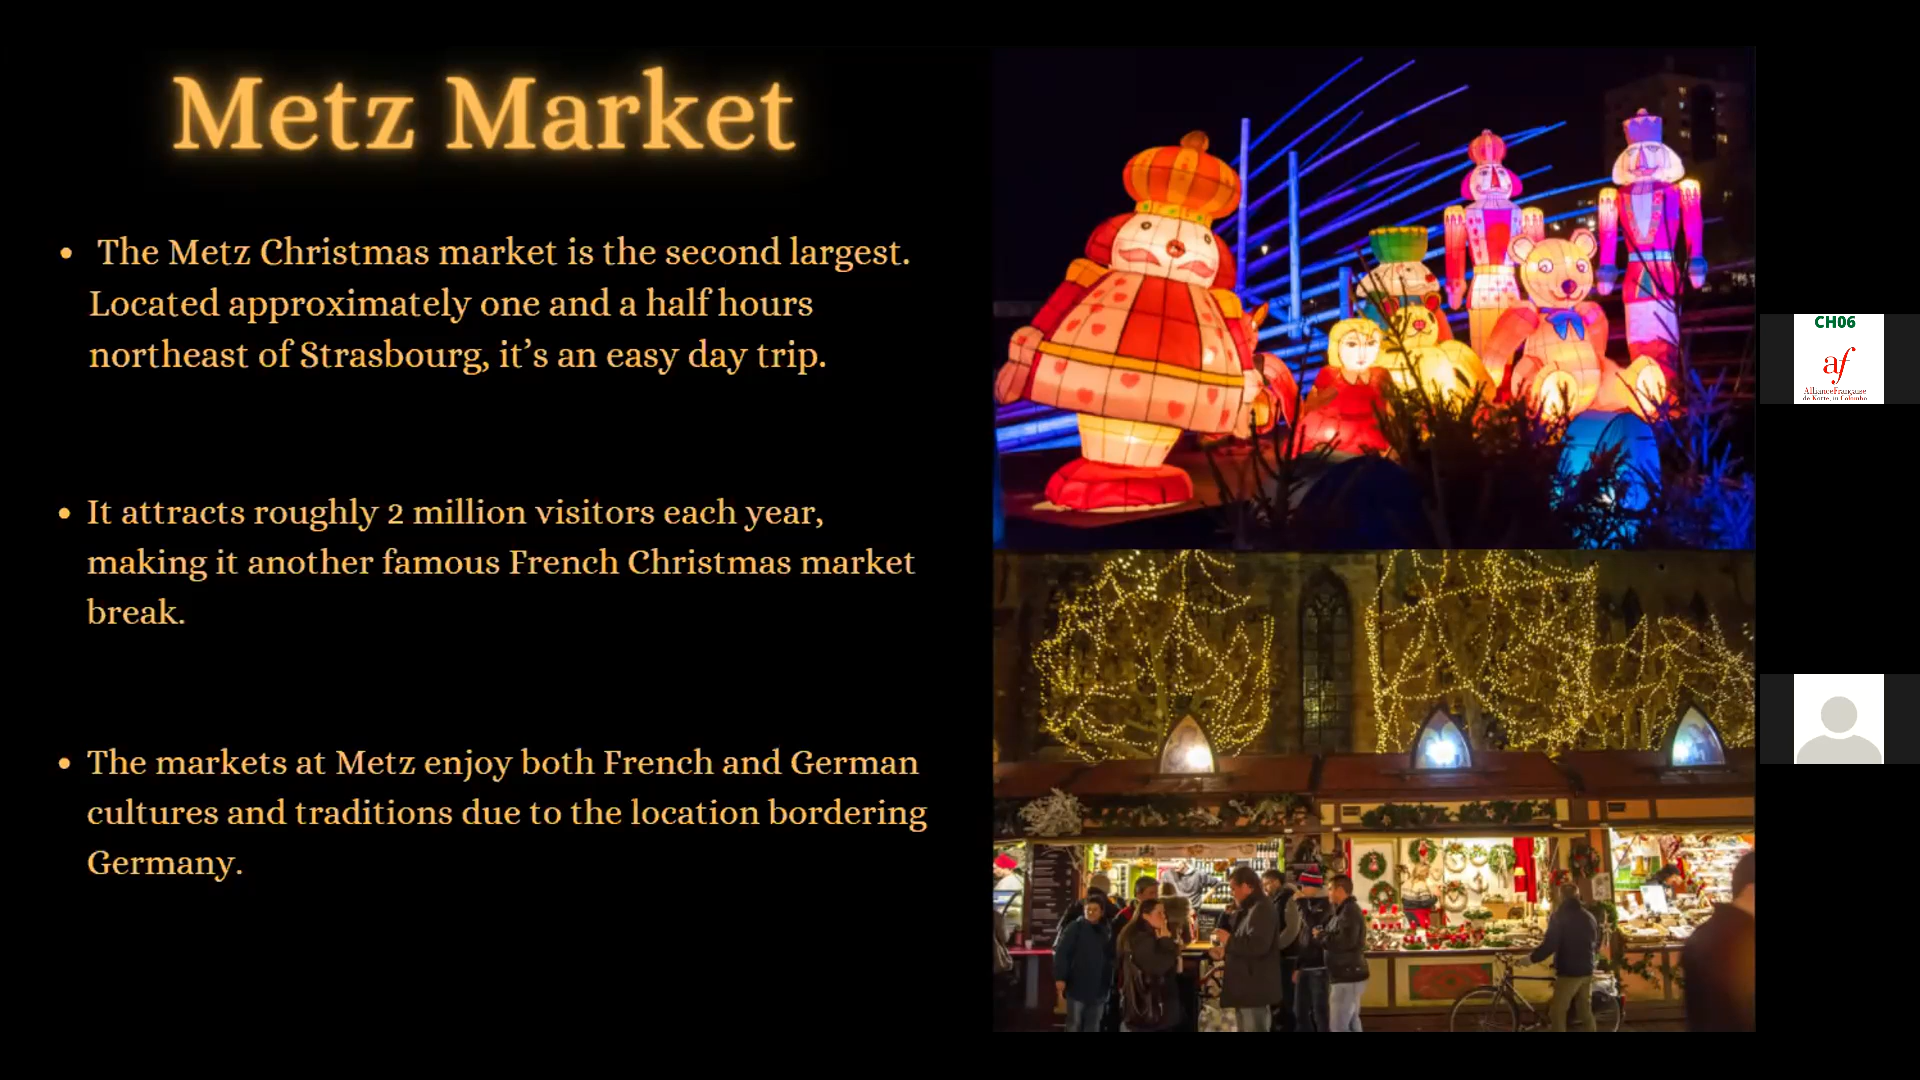 Metz Market
• The Metz Christmas market is the second largest.
Located approximately one and a half hours
northeast of Strasbourg, it’s an easy day trip.
• It attracts roughly 2 million visitors each year,
making it another famous French Christmas market
break.
• The markets at Metz enjoy both French and German
cultures and traditions due to the location bordering
Germany.
CH06
af
AllianceFrançaise